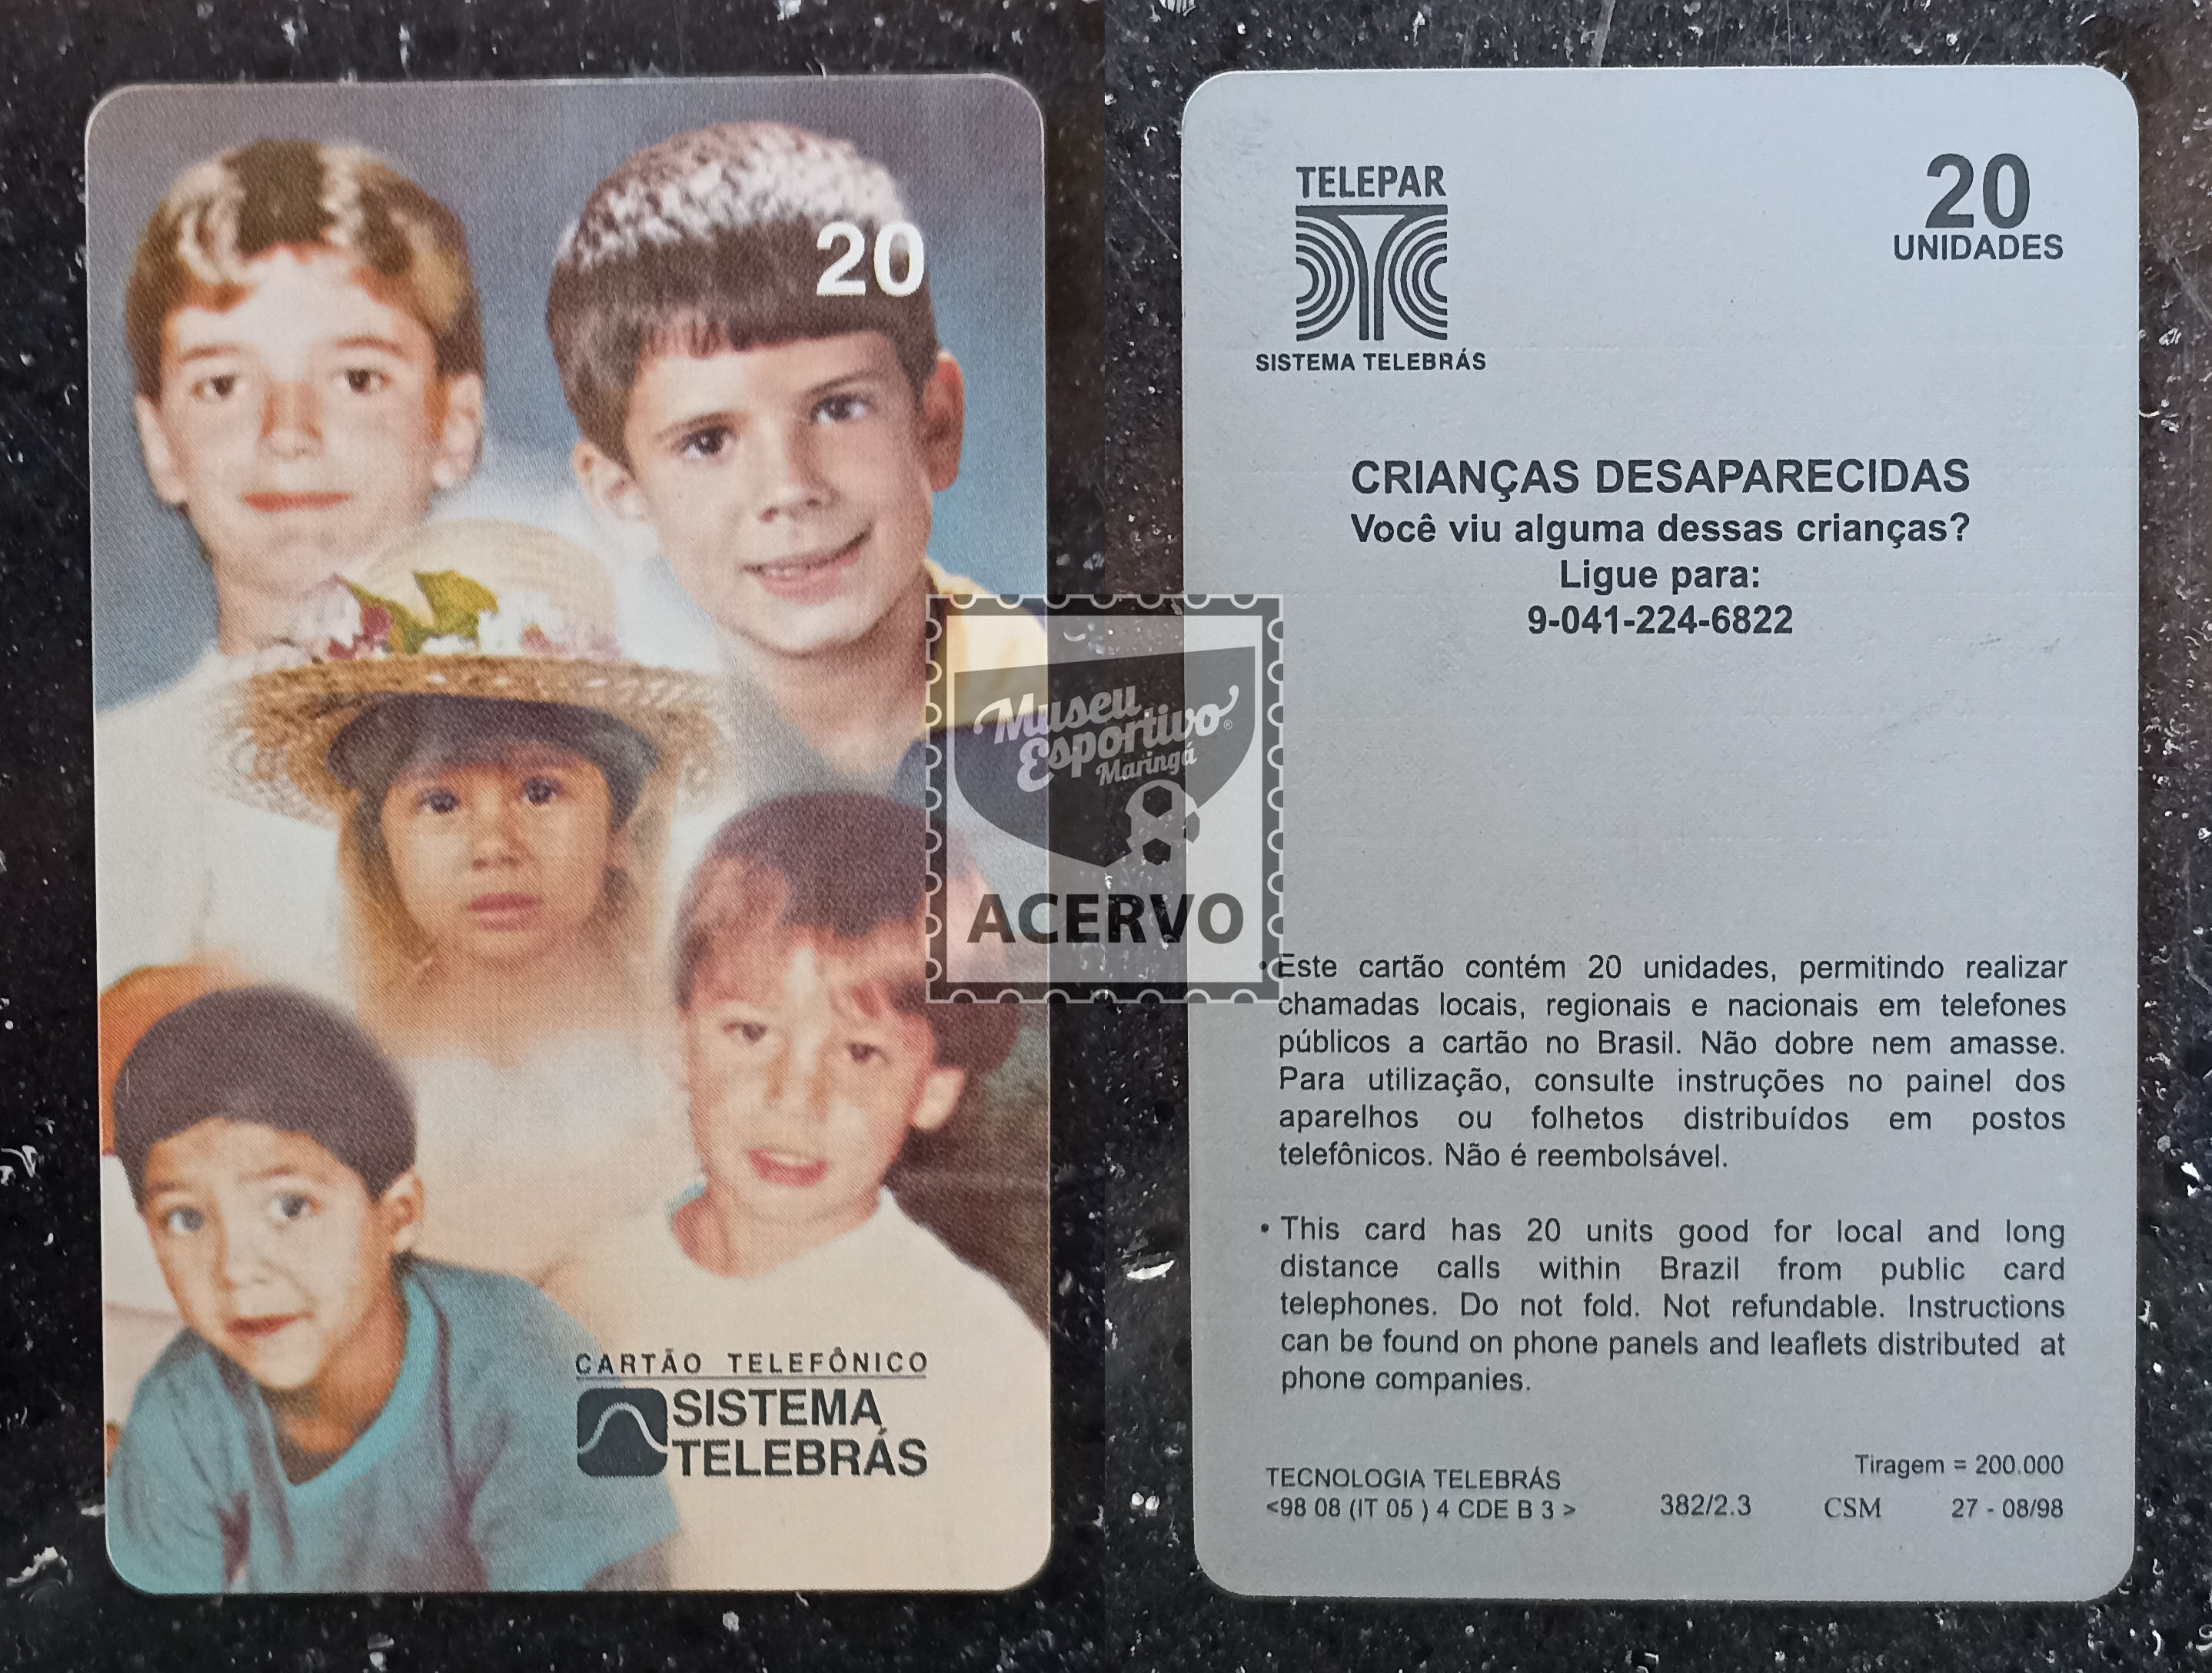 20
CARTÃO TELEFÔNICO
SISTEMA
TELEBRÁS
Museu
Esportivo®
Maringá
ACERVO
TELEPAR
SISTEMA TELEBRÁS
20
UNIDADES
CRIANÇAS DESAPARECIDAS
Você viu alguma dessas crianças?
Ligue para:
9-041-224-6822
• Este cartão contém 20 unidades, permitindo realizar
chamadas locais, regionais e nacionais em telefones
públicos a cartão no Brasil. Não dobre nem amasse.
Para utilização, consulte instruções no painel dos
aparelhos ou folhetos distribuídos em postos
telefônicos. Não é reembolsável.
• This card has 20 units good for local and long
distance calls within Brazil from public card
telephones. Do not fold. Not refundable. Instructions
can be found on phone panels and leaflets distributed at
phone companies.
Tiragem = 200.000
TECNOLOGIA TELEBRÁS
<98 08 (IT 05 ) 4 CDE B 3 > 382/2.3 CSM 27 - 08/98